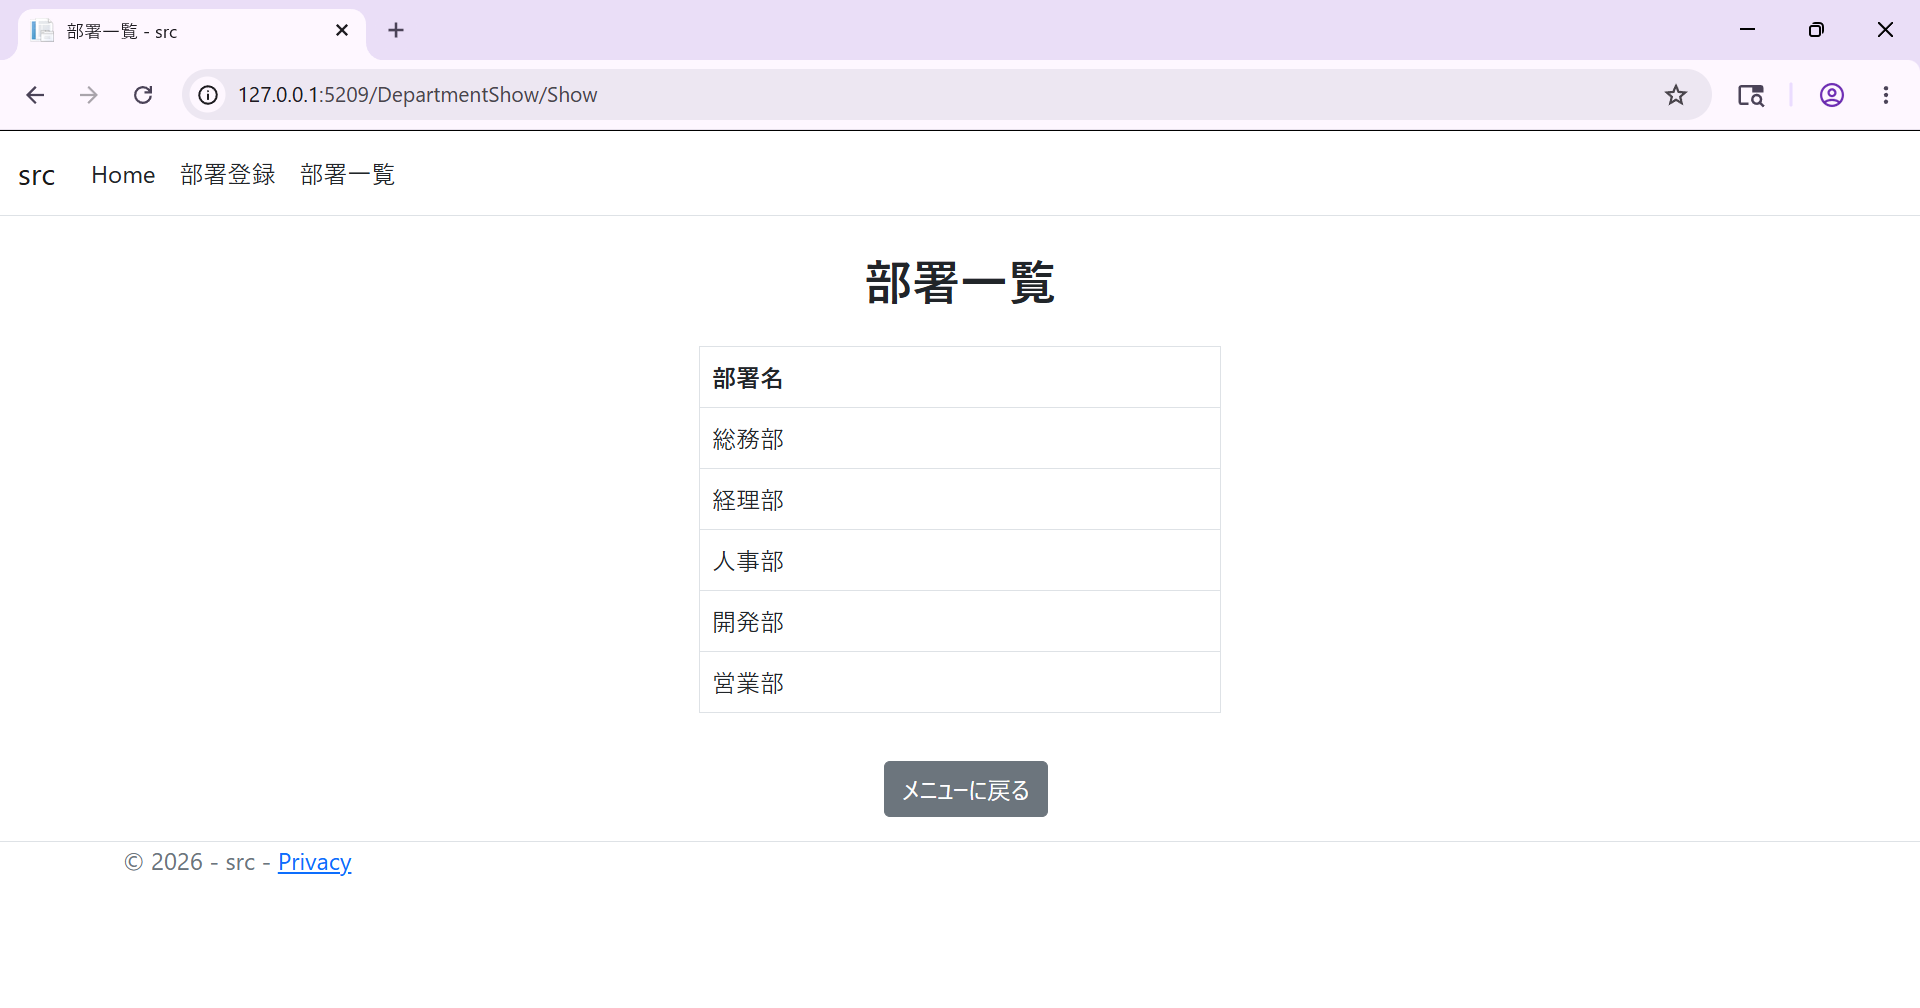 部署一覧 - src
127.0.0.1:5209/DepartmentShow/Show
src Home 部署登録 部署一覧
部署一覧
部署名
総務部
経理部
人事部
開発部
営業部
メニューに戻る
© 2026 - src - Privacy